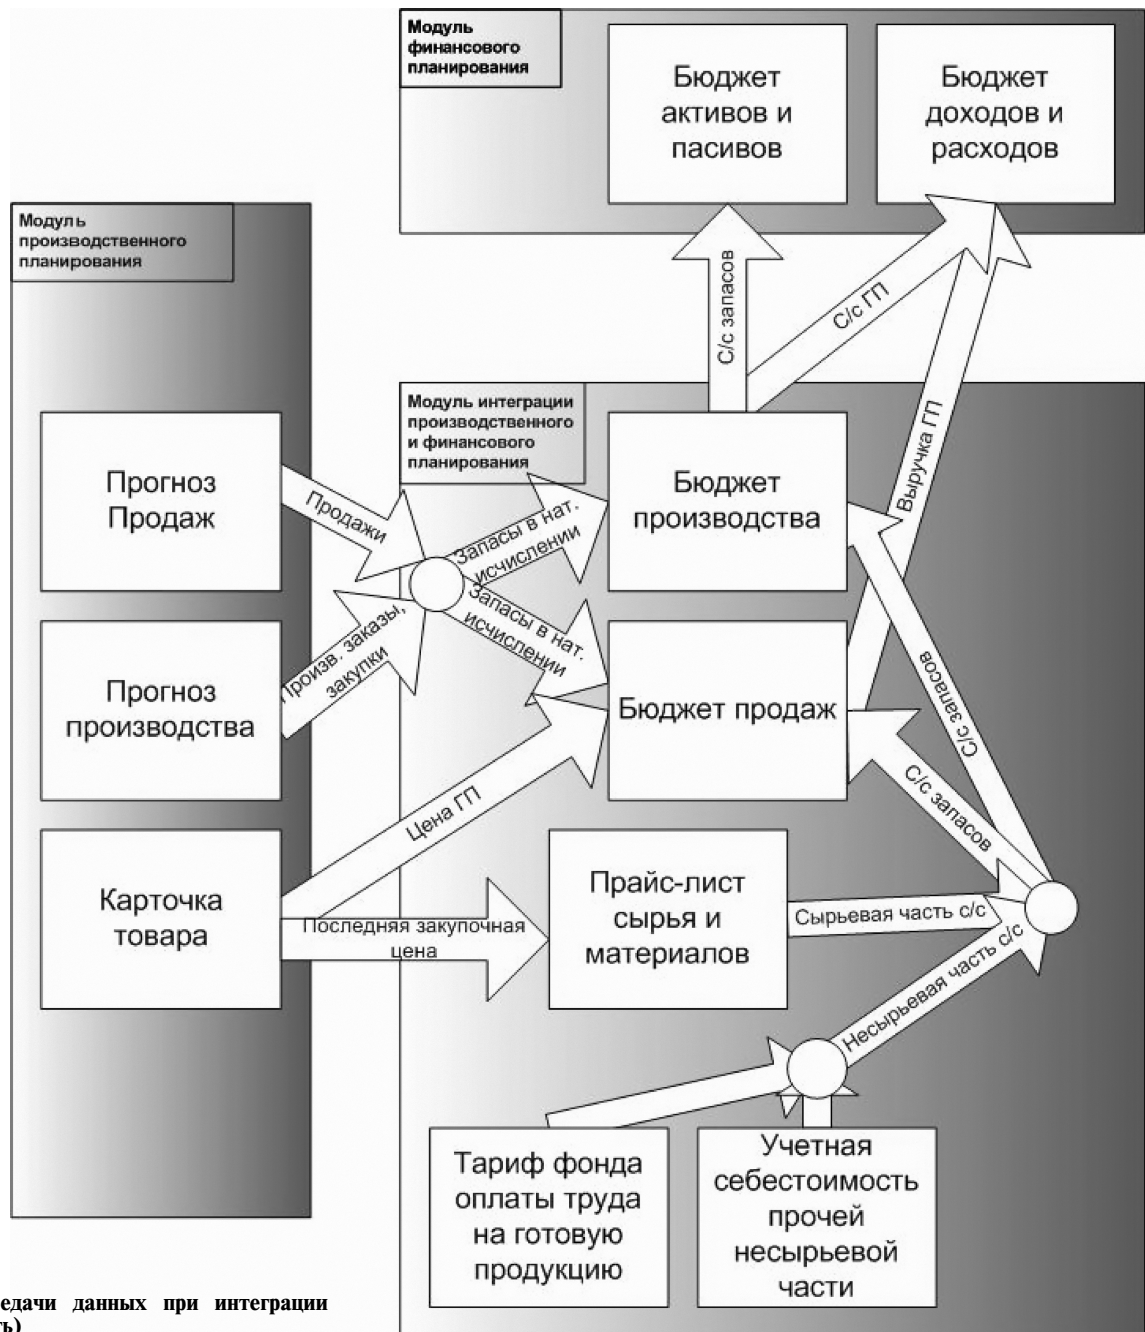 Модуль
финансового
планирования
Бюджет
активов и
пасивов
Бюджет
доходов и
расходов
Модуль
производственного
планирования
С/с запасов
С/с ГП
Выручка ГП
Модуль интеграции
производственного
и финансового
планирования
Прогноз
Продаж
Продажи
Запасы в нат.
исчислении
Бюджет
производства
Запасы в нат.
исчислении
Произв. заказы,
закупки
Прогноз
производства
Бюджет продаж
С/с запасов
С/с запасов
Цена ГП
Карточка
товара
Последняя закупочная
цена
Прайс-лист
сырья и
материалов
Сырьевая часть с/с
Несырьевая часть с/с
Тариф фонда
оплаты труда
на готовую
продукцию
Учетная
себестоимость
прочей
несырьевой
части
едачи данных при интеграции
ть)